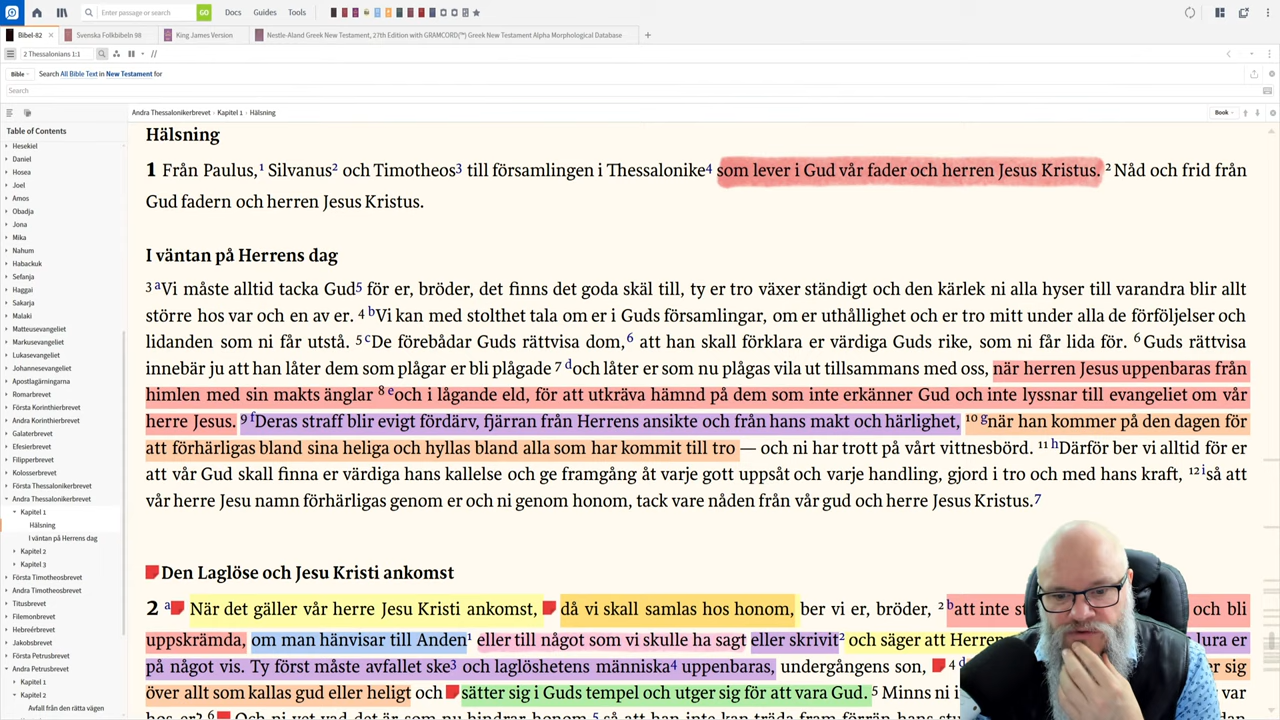 Enter passage or search
GO
Docs
Guides
Tools
Bibel-82
Svenska Folkbibeln 98
King James Version
Nestle-Aland Greek New Testament, 27th Edition with GRAMCORD(™) Greek New Testament Alpha Morphological Database
2 Thessalonians 1:1
Bible
Search All Bible Text in New Testament for
Search
Andra Thessalonikerbrevet · Kapitel 1 · Hälsning
Book
Table of Contents
Hesekiel
Daniel
Hosea
Joel
Amos
Obadja
Jona
Mika
Nahum
Habackuk
Sefanja
Haggai
Sakarja
Malaki
Matteusevangeliet
Markusevangeliet
Lukasevangeliet
Johannesevangeliet
Apostlagärningarna
Romarbrevet
Första Korinthierbrevet
Andra Korinthierbrevet
Galaterbrevet
Efesierbrevet
Filipperbrevet
Kolosserbrevet
Första Thessalonikerbrevet
Andra Thessalonikerbrevet
Kapitel 1
Hälsning
I väntan på Herrens dag
Kapitel 2
Kapitel 3
Första Timotheosbrevet
Andra Timotheosbrevet
Titusbrevet
Filemonbrevet
Hebreérbrevet
Jakobsbrevet
Första Petrusbrevet
Andra Petrusbrevet
Kapitel 1
Kapitel 2
Avfall från den rätta vägen
Hälsning
1 Från Paulus,1 Silvanus2 och Timotheos3 till församlingen i Thessalonike4 som lever i Gud vår fader och herren Jesus Kristus. 2 Nåd och frid från
Gud fadern och herren Jesus Kristus.
I väntan på Herrens dag
3 a Vi måste alltid tacka Gud5 för er, bröder, det finns det goda skäl till, ty er tro växer ständigt och den kärlek ni alla hyser till varandra blir allt
större hos var och en av er. 4 b Vi kan med stolthet tala om er i Guds församlingar, om er uthållighet och er tro mitt under alla de förföljelser och
lidanden som ni får utstå. 5 c De förebådar Guds rättvisa dom,6 att han skall förklara er värdiga Guds rike, som ni får lida för. 6 Guds rättvisa
innebär ju att han låter dem som plågar er bli plågade 7 d och låter er som nu plågas vila ut tillsammans med oss, när herren Jesus uppenbaras från
himlen med sin makts änglar 8 e och i lågande eld, för att utkräva hämnd på dem som inte erkänner Gud och inte lyssnar till evangeliet om vår
herre Jesus. 9 f Deras straff blir evigt fördärv, fjärran från Herrens ansikte och från hans makt och härlighet, 10 g när han kommer på den dagen för
att förhärligas bland sina heliga och hyllas bland alla som har kommit till tro — och ni har trott på vårt vittnesbörd. 11 h Därför ber vi alltid för er
att vår Gud skall finna er värdiga hans kallelse och ge framgång åt varje gott uppsåt och varje handling, gjord i tro och med hans kraft, 12 i så att
vår herre Jesu namn förhärligas genom er och ni genom honom, tack vare nåden från vår gud och herre Jesus Kristus.7
Den Laglöse och Jesu Kristi ankomst
2 a När det gäller vår herre Jesu Kristi ankomst, då vi skall samlas hos honom, ber vi er, bröder, 2 b att inte och bli
uppskrämda, om man hänvisar till Anden1 eller till något som vi skulle ha sagt eller skrivit2 och säger att lura er
på något vis. Ty först måste avfallet ske3 och laglöshetens människa4 uppenbaras, undergångens son, 4 d er sig
över allt som kallas gud eller heligt och sätter sig i Guds tempel och utger sig för att vara Gud. 5 Minns ni